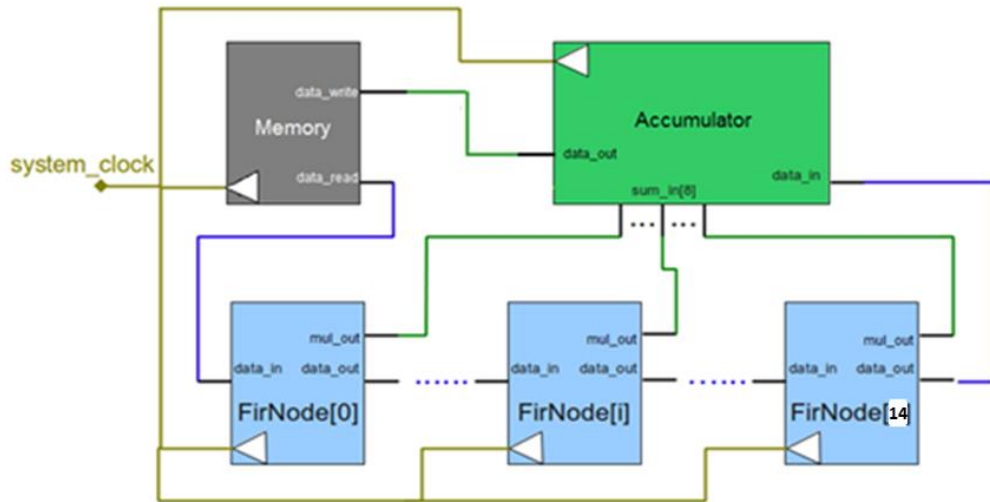 data_write
Memory
system_clock
data_read
Accumulator
data_out
data_in
sum_in[8]
mul_out
data_in
data_out
FirNode[0]
mul_out
data_in
data_out
FirNode[i]
mul_out
data_in
data_out
FirNode[14]